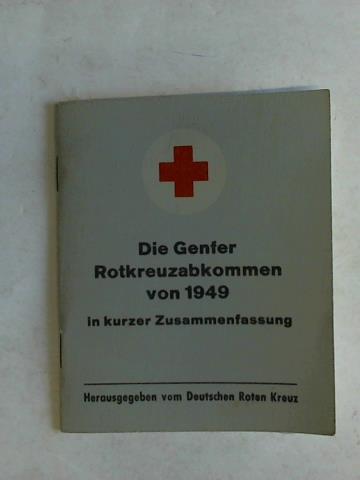 Die Genfer
Rotkreuzabkommen
von 1949
in kurzer Zusammenfassung
Herausgegeben vom Deutschen Roten Kreuz